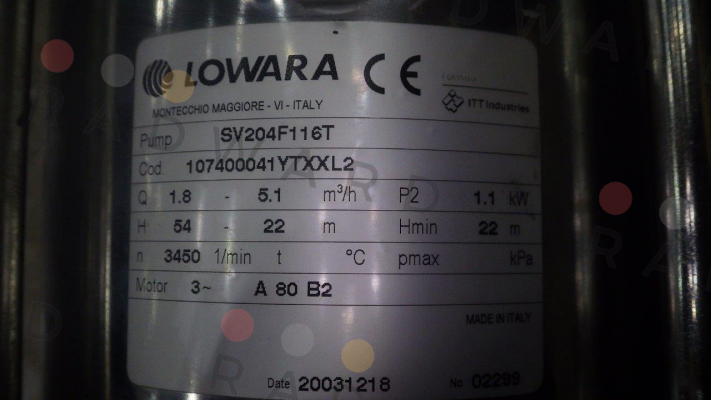 LOWARA CE
MONTECCHIO MAGGIORE - VI - ITALY
ITT Industries
Pump SV204F116T
Cod. 107400041YTXXL2
Q 1.8 - 5.1 m³/h P2 1.1 kW
H 54 - 22 m Hmin 22 m
n 3450 1/min t °C pmax kPa
Motor 3~ A 80 B2
MADE IN ITALY
Date 20031218 No 02299